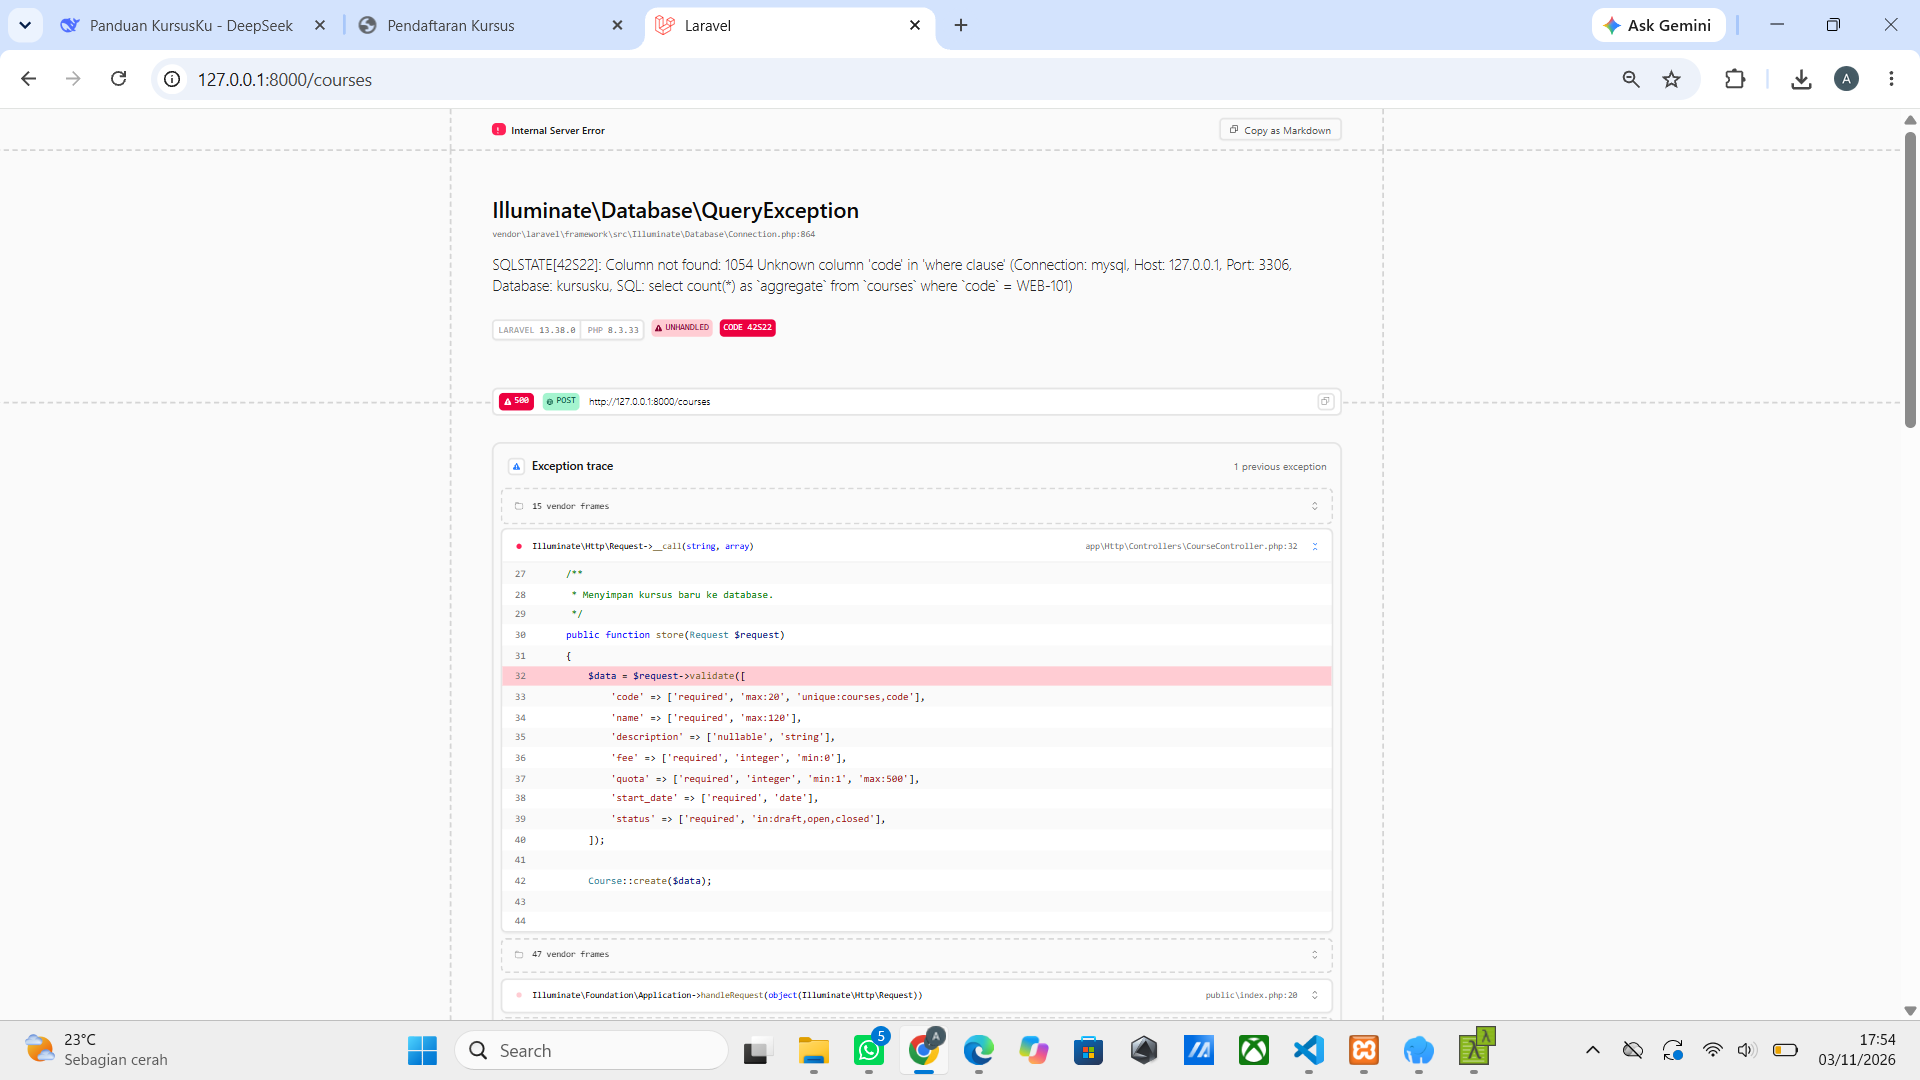 Panduan KursusKu - DeepSeek
Pendaftaran Kursus
Laravel
Ask Gemini
127.0.0.1:8000/courses
A
Internal Server Error
Copy as Markdown
Illuminate\Database\QueryException
vendor\laravel\framework\src\Illuminate\Database\Connection.php:864
SQLSTATE[42S22]: Column not found: 1054 Unknown column 'code' in 'where clause' (Connection: mysql, Host: 127.0.0.1, Port: 3306,
Database: kursusku, SQL: select count(*) as `aggregate` from `courses` where `code` = WEB-101)
LARAVEL 13.38.0 PHP 8.3.33 UNHANDLED CODE 42S22
500 POST http://127.0.0.1:8000/courses
Exception trace
1 previous exception
15 vendor frames
Illuminate\Http\Request->__call(string, array)
app\Http\Controllers\CourseController.php:32
27 /**
28 * Menyimpan kursus baru ke database.
29 */
30 public function store(Request $request)
31 {
32 $data = $request->validate([
33 'code' => ['required', 'max:20', 'unique:courses,code'],
34 'name' => ['required', 'max:120'],
35 'description' => ['nullable', 'string'],
36 'fee' => ['required', 'integer', 'min:0'],
37 'quota' => ['required', 'integer', 'min:1', 'max:500'],
38 'start_date' => ['required', 'date'],
39 'status' => ['required', 'in:draft,open,closed'],
40 ]);
41
42 Course::create($data);
43
44
47 vendor frames
Illuminate\Foundation\Application->handleRequest(object(Illuminate\Http\Request))
public\index.php:20
23°C
Sebagian cerah
Search
5
A
17:54
03/11/2026